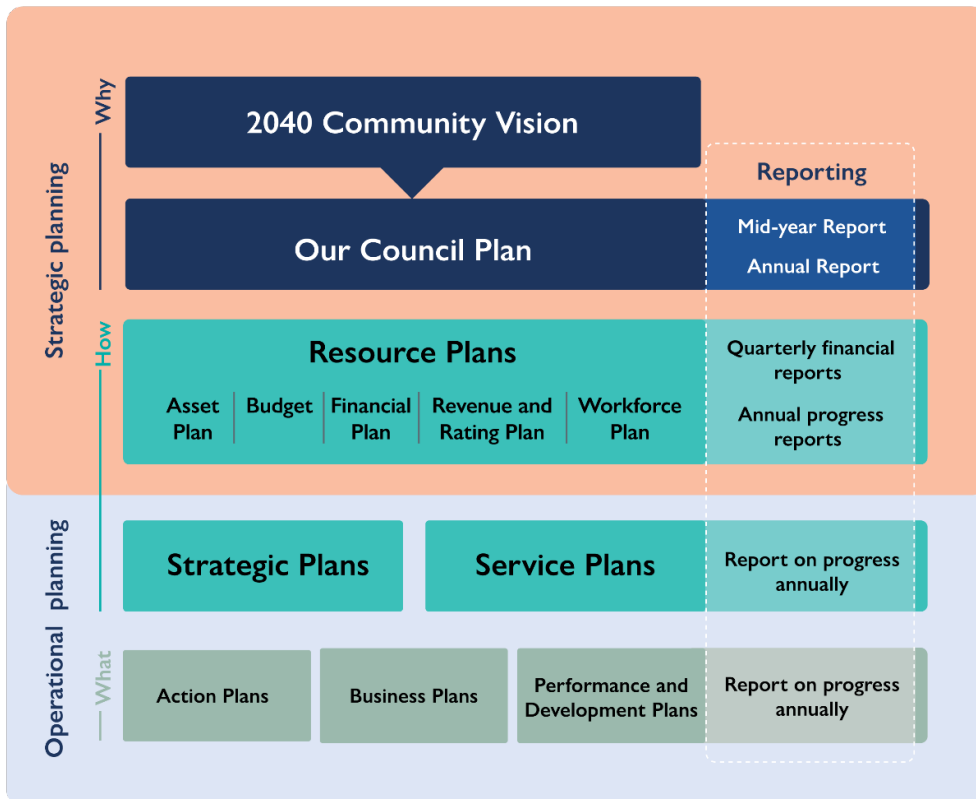 Strategic planning
Why
2040 Community Vision
Reporting
Our Council Plan
Mid-year Report
Annual Report
How
Resource Plans
Asset
Plan
Budget
Financial
Plan
Revenue and
Rating Plan
Workforce
Plan
Quarterly financial
reports
Annual progress
reports
Operational planning
Strategic Plans
Service Plans
Report on progress
annually
What
Action Plans
Business Plans
Performance and
Development Plans
Report on progress
annually